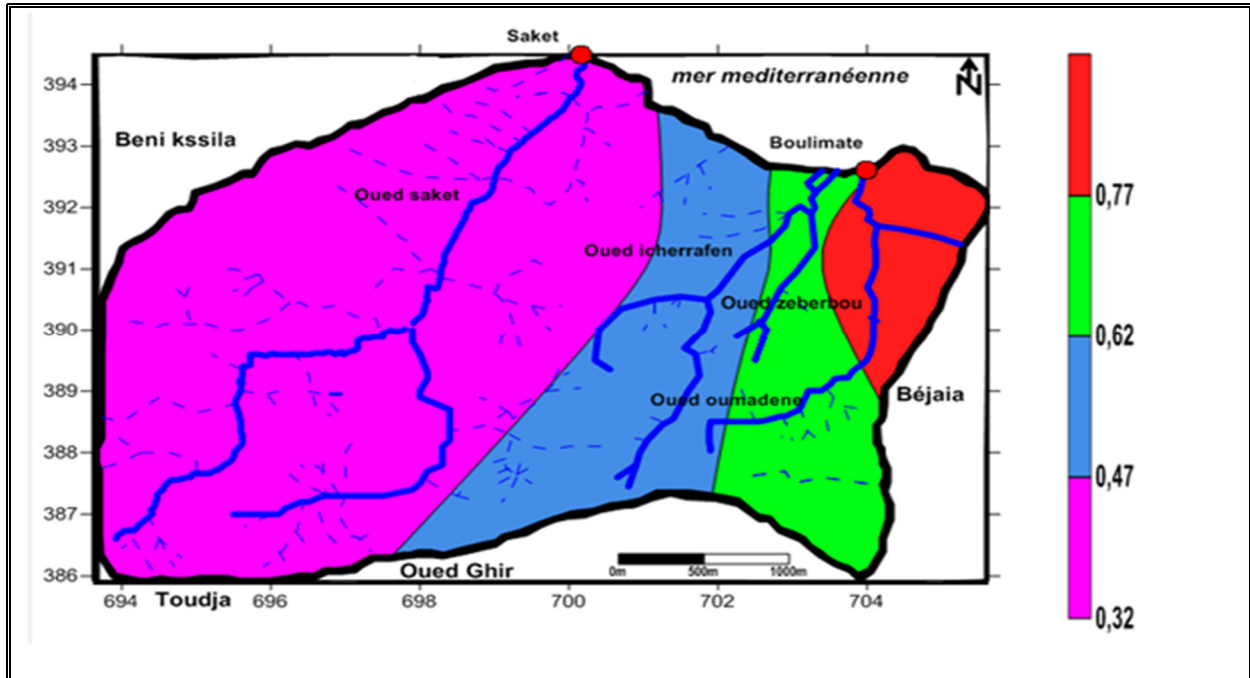 Saket
mer mediterranéenne
N
394
Beni kssila
393
Boulimate
Oued saket
392
Oued icherrafen
391
Oued zeberbou
390
389
Oued oumadene
Béjaia
388
387
386
Oued Ghir
0m
500m
1000m
694
Toudja
696
698
700
702
704
0,77
0,62
0,47
0,32